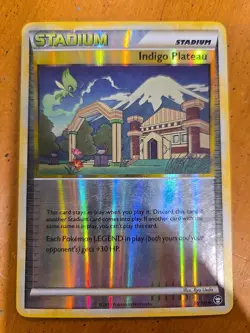 STADIUM
STADIUM
Indigo Plateau
This card stays in play when you play it. Discard this card if
another Stadium card comes into play. If another card with the
same name is in play, you can't play this card.
Each Pokémon LEGEND in play (both yours and your
opponent's) gets +30 HP.